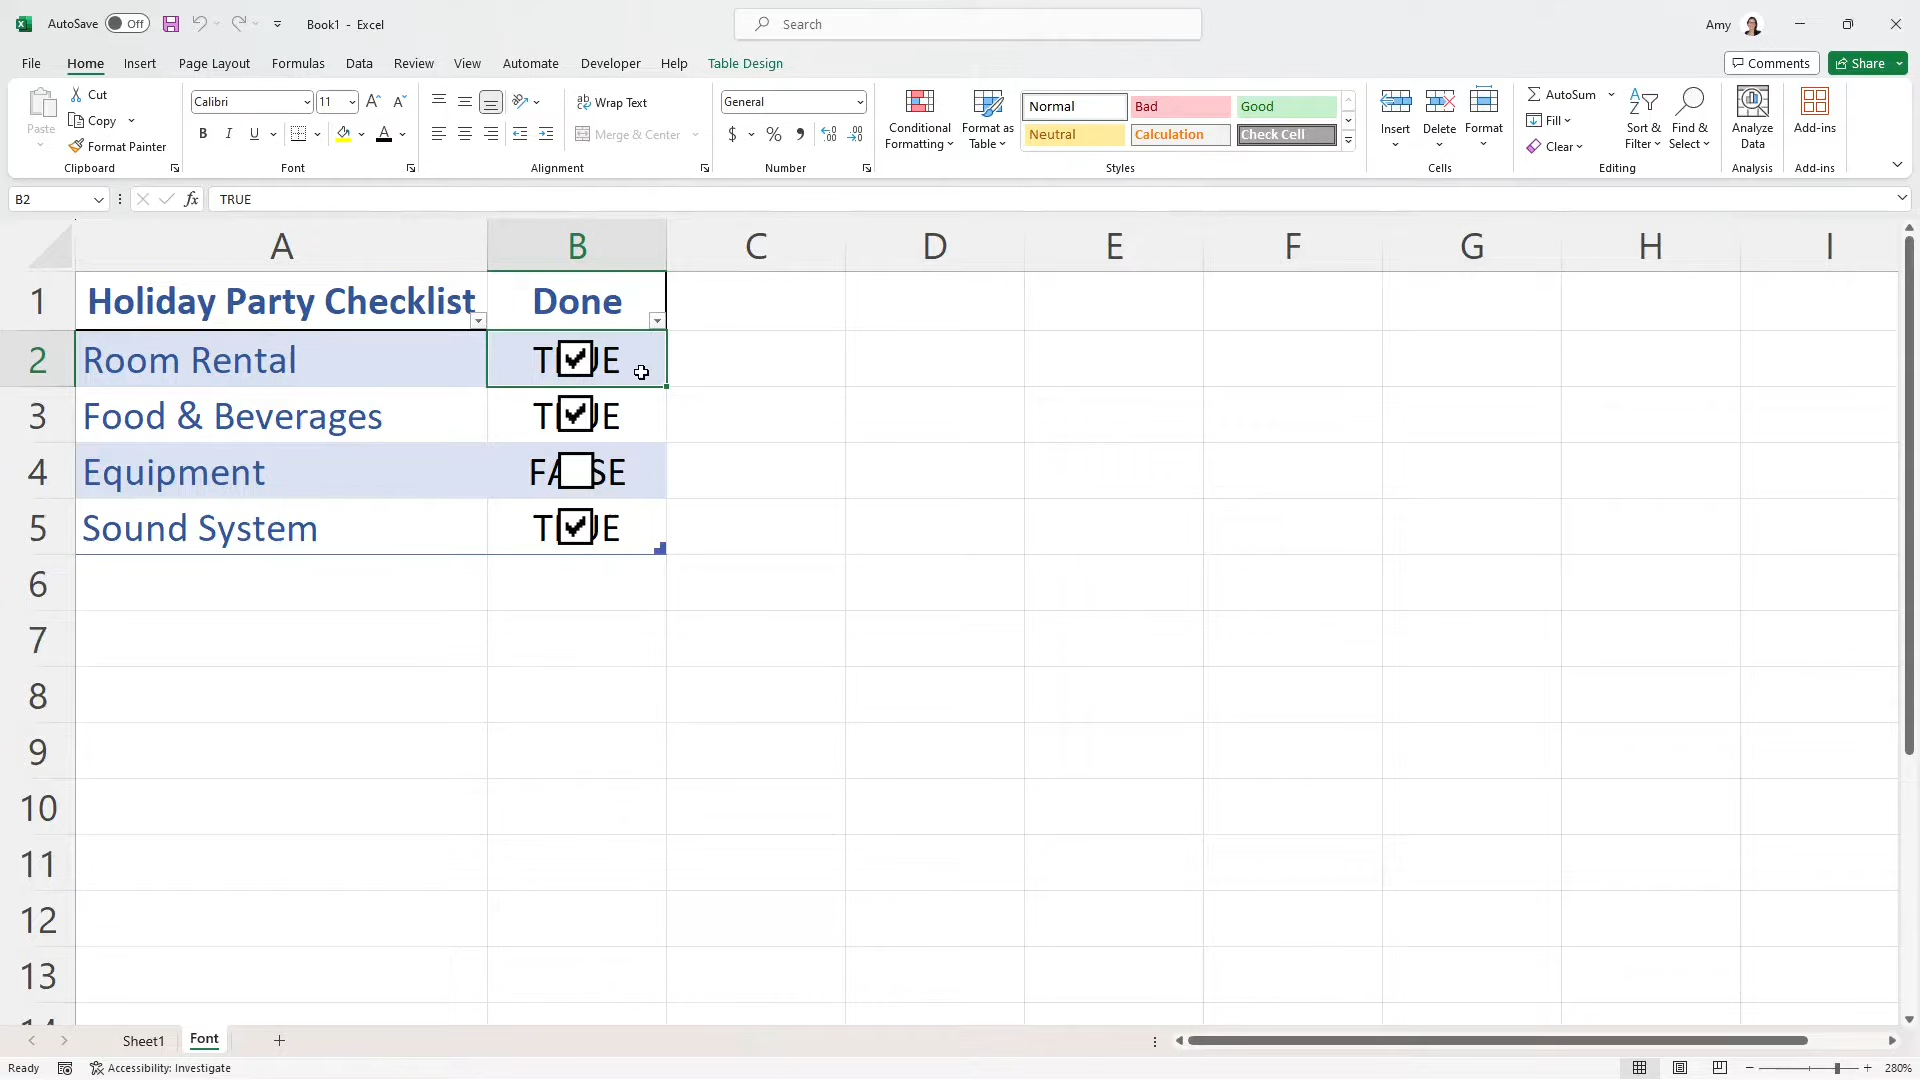 AutoSave Off Book1 - Excel Search Amy
File Home Insert Page Layout Formulas Data Review View Automate Developer Help Table Design Comments Share
Paste
Cut
Copy
Format Painter
Clipboard
Calibri 11
B I U A
Font
ab Wrap Text
Merge & Center
Alignment
General
$ % ,
Number
Conditional Formatting
Format as Table
Normal Bad Good
Neutral Calculation Check Cell
Styles
Insert Delete Format
Cells
AutoSum
Fill
Clear
Sort & Filter
Find & Select
Editing
Analyze Data
Analysis
Add-ins
Add-ins
B2 fx TRUE
A B C D E F G H I
1 Holiday Party Checklist Done
2 Room Rental
3 Food & Beverages
4 Equipment
5 Sound System
6
7
8
9
10
11
12
13
Sheet1 Font
Ready Accessibility: Investigate 280%